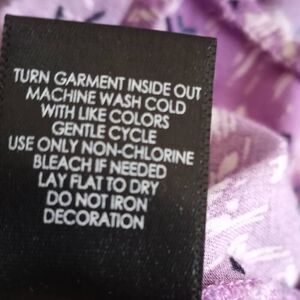 TURN GARMENT INSIDE OUT
MACHINE WASH COLD
WITH LIKE COLORS
GENTLE CYCLE
USE ONLY NON-CHLORINE
BLEACH IF NEEDED
LAY FLAT TO DRY
DO NOT IRON
DECORATION